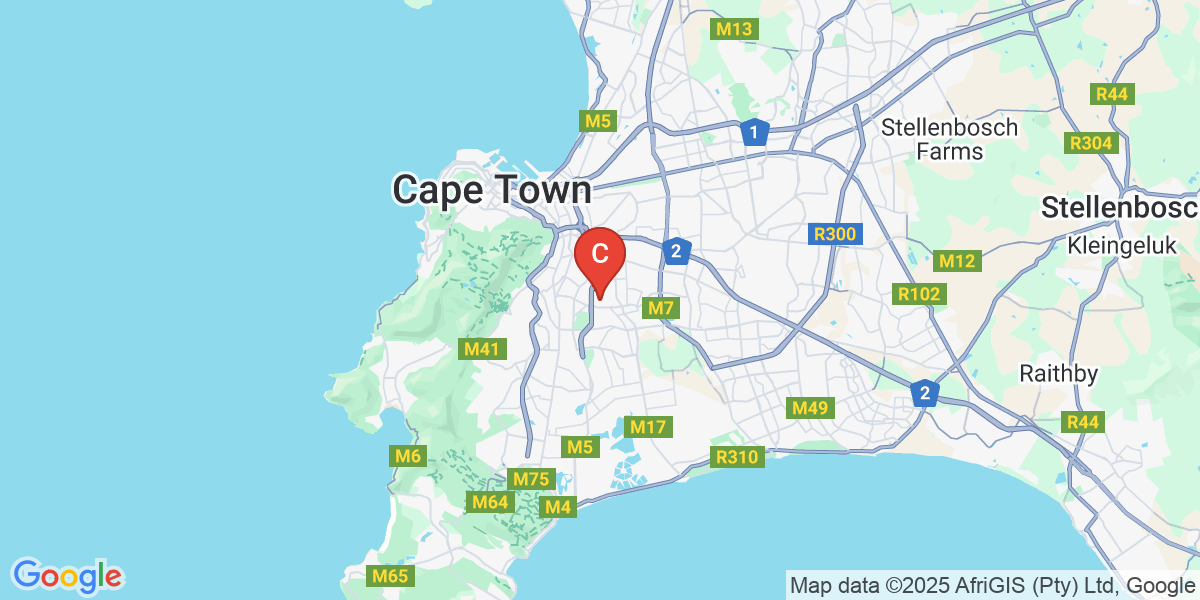 M13
R44
M5
1
Stellenbosch
Farms
R304
Cape Town
Stellenbosc
R300
Kleingeluk
C
2
M12
R102
M7
M41
Raithby
2
M49
R44
M17
M5
M6
R310
M75
M64
M4
M65
Google
Map data ©2025 AfriGIS (Pty) Ltd, Google